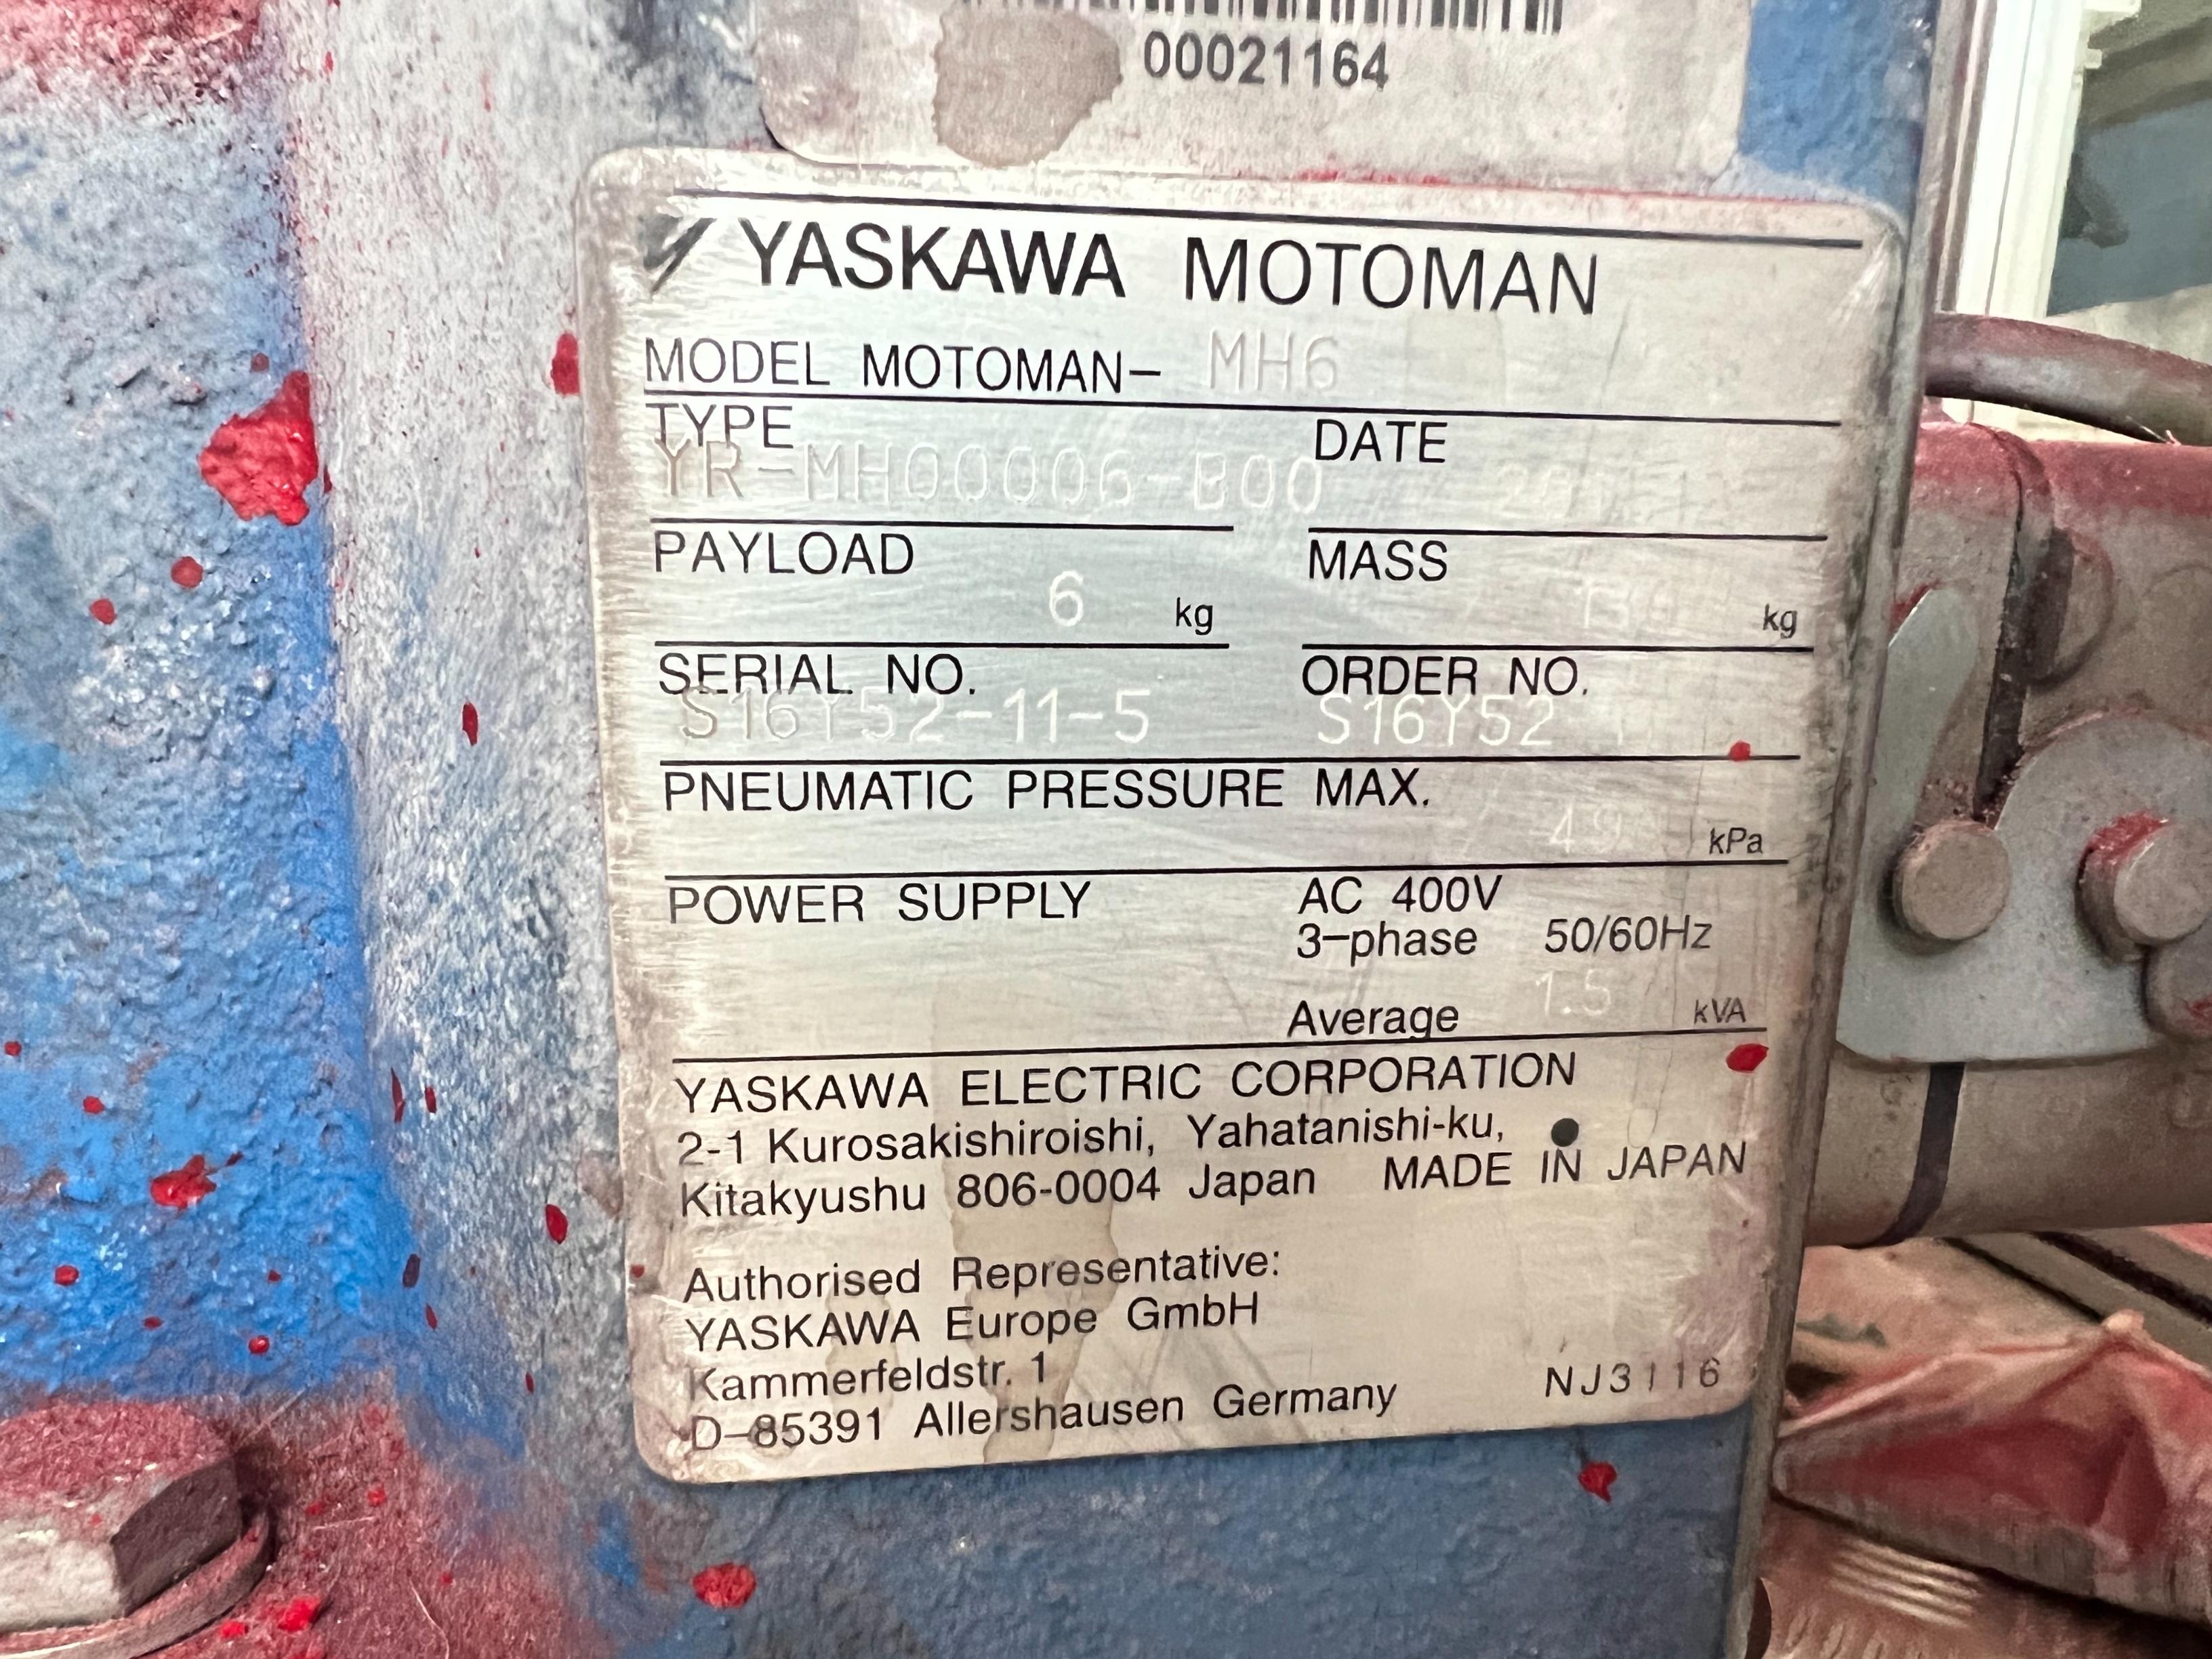 00021164
YASKAWA MOTOMAN
MODEL MOTOMAN- MH6
TYPE DATE
YR-MH00006-B00
PAYLOAD MASS
6 kg kg
SERIAL NO. ORDER NO.
S16Y52-11-5 S16Y52
PNEUMATIC PRESSURE MAX.
kPa
POWER SUPPLY AC 400V
3-phase 50/60Hz
Average 1.5 kVA
YASKAWA ELECTRIC CORPORATION
2-1 Kurosakishiroishi, Yahatanishi-ku,
Kitakyushu 806-0004 Japan MADE IN JAPAN
Authorised Representative:
YASKAWA Europe GmbH
Kammerfeldstr. 1
D-85391 Allershausen Germany NJ3116